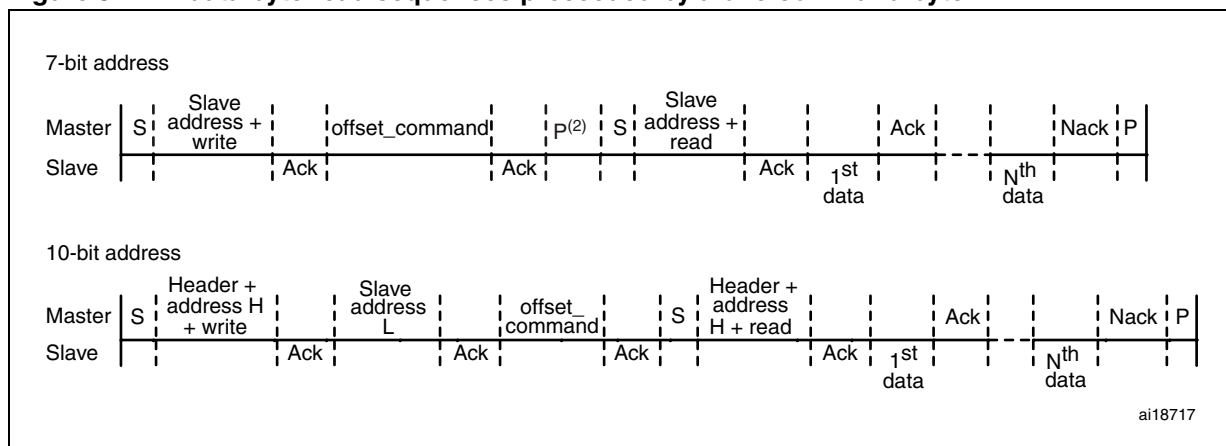 7-bit address
Master S Slave address + write offset_command P(2) S Slave address + read Ack Nack P
Slave Ack Ack Ack 1st data Nth data
10-bit address
Master S Header + address H + write Slave address L offset_command S Header + address H + read Ack Nack P
Slave Ack Ack Ack Ack 1st data Nth data
ai18717